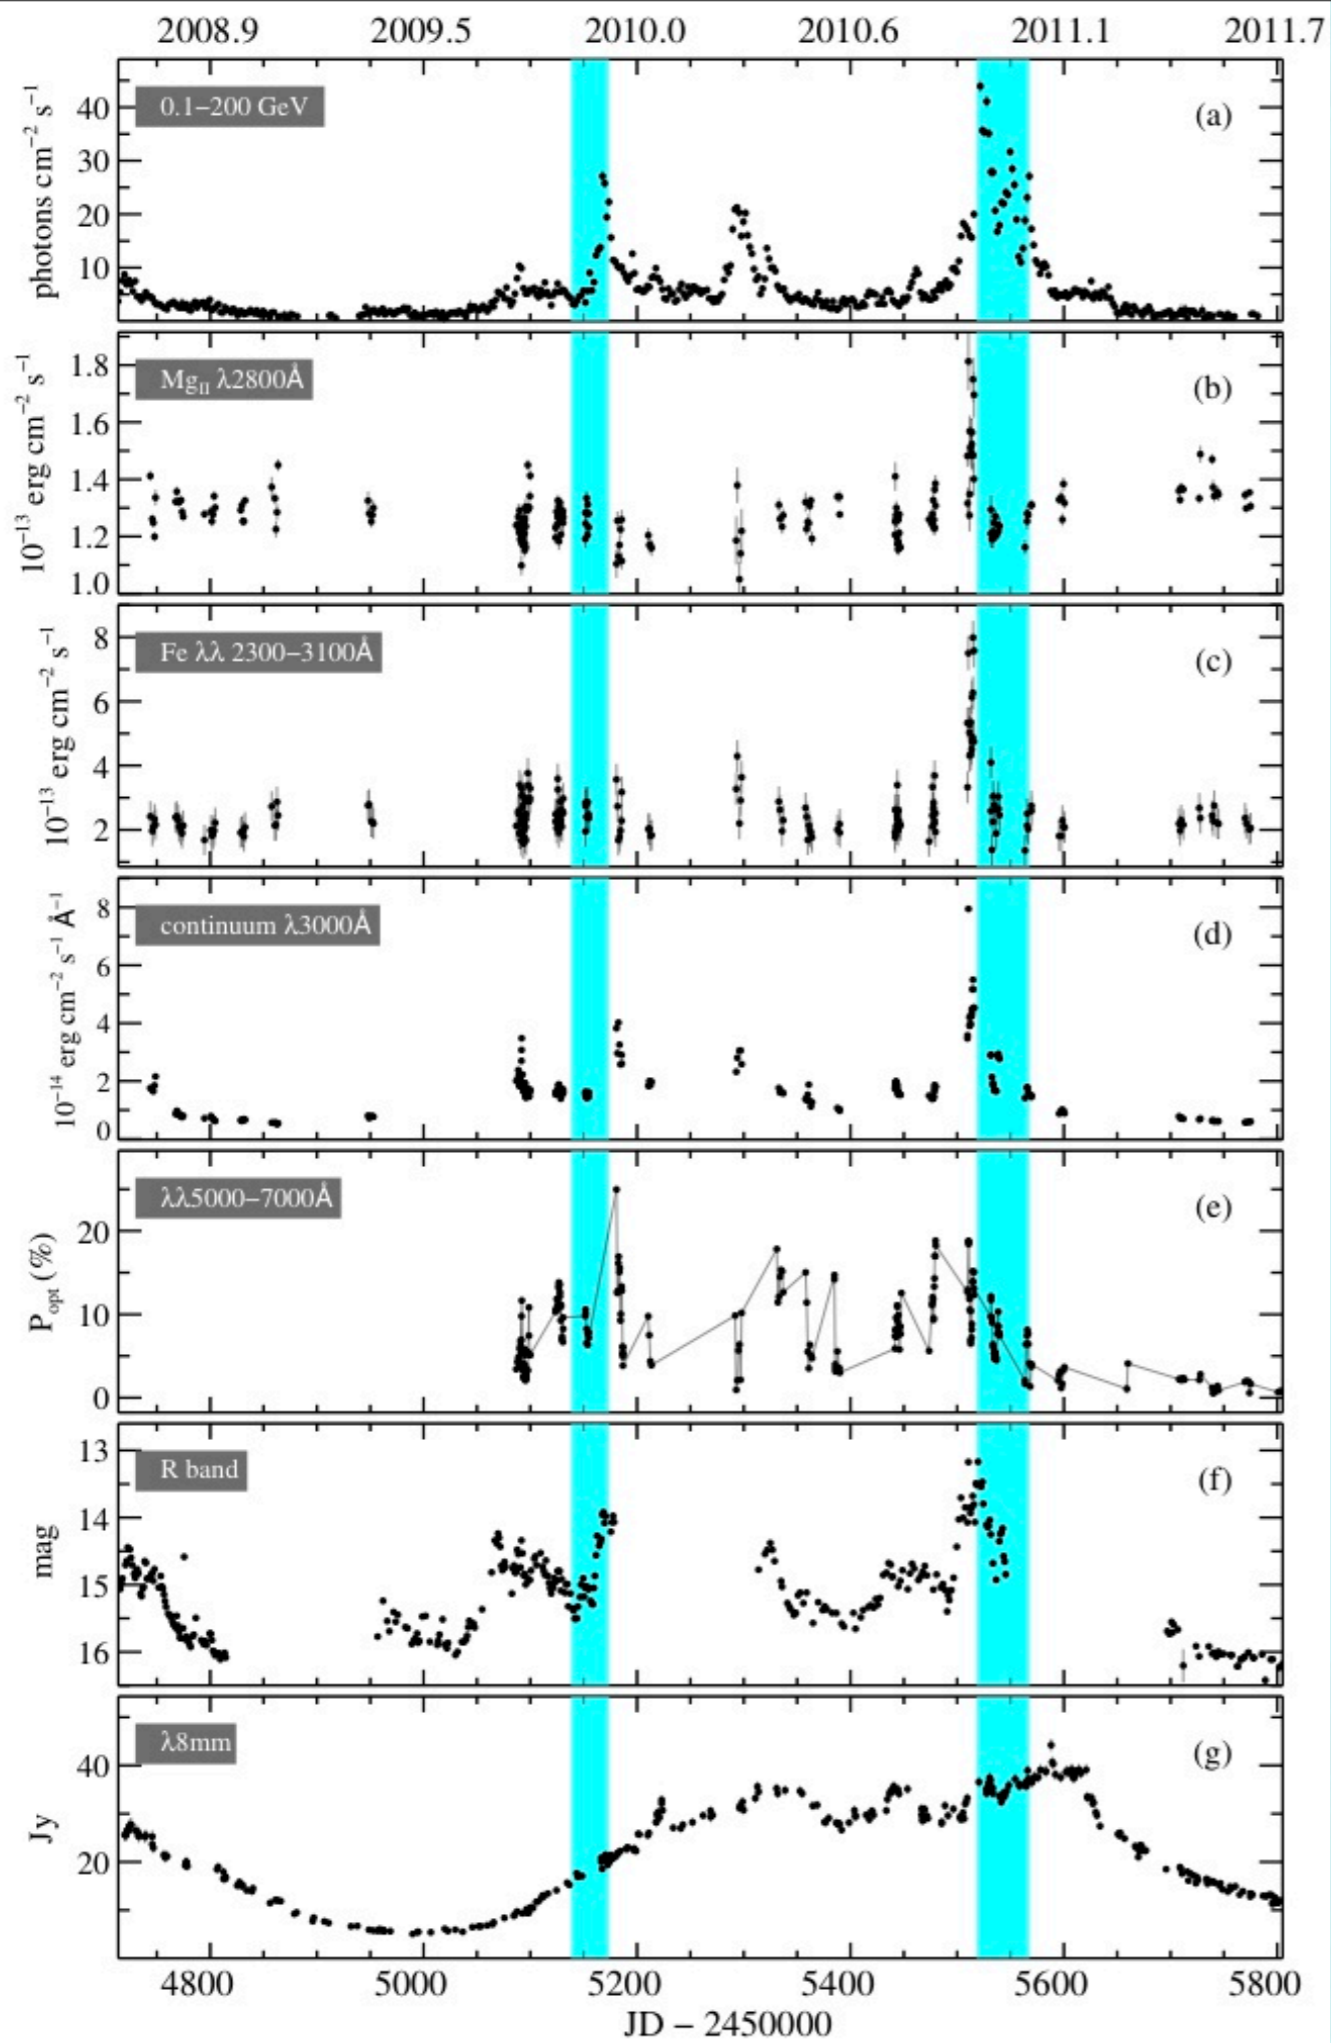 2008.9 2009.5 2010.0 2010.6 2011.1 2011.7
0.1−200 GeV
(a)
photons cm⁻² s⁻¹
40
30
20
10
Mg_II λ2800Å
(b)
10⁻¹³ erg cm⁻² s⁻¹
1.8
1.6
1.4
1.2
1.0
Fe λλ 2300−3100Å
(c)
10⁻¹³ erg cm⁻² s⁻¹
8
6
4
2
continuum λ3000Å
(d)
10⁻¹⁴ erg cm⁻² s⁻¹ Å⁻¹
8
6
4
2
0
λλ5000−7000Å
(e)
P_opt (%)
20
10
0
R band
(f)
mag
13
14
15
16
λ8mm
(g)
Jy
40
20
4800 5000 5200 5400 5600 5800
JD − 2450000